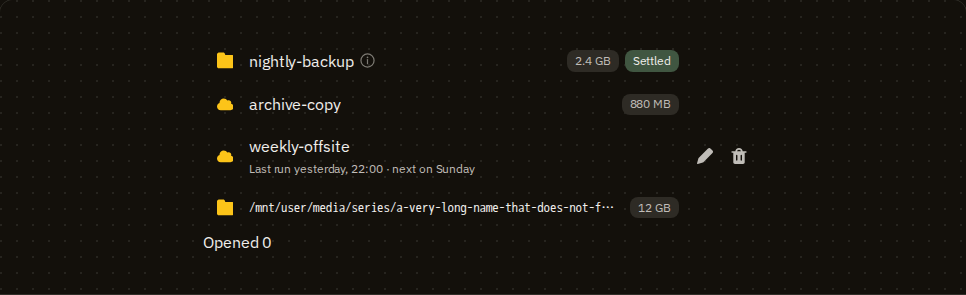 nightly-backup 2.4 GB Settled
archive-copy 880 MB
weekly-offsite
Last run yesterday, 22:00 · next on Sunday
/mnt/user/media/series/a-very-long-name-that-does-not-f… 12 GB
Opened 0